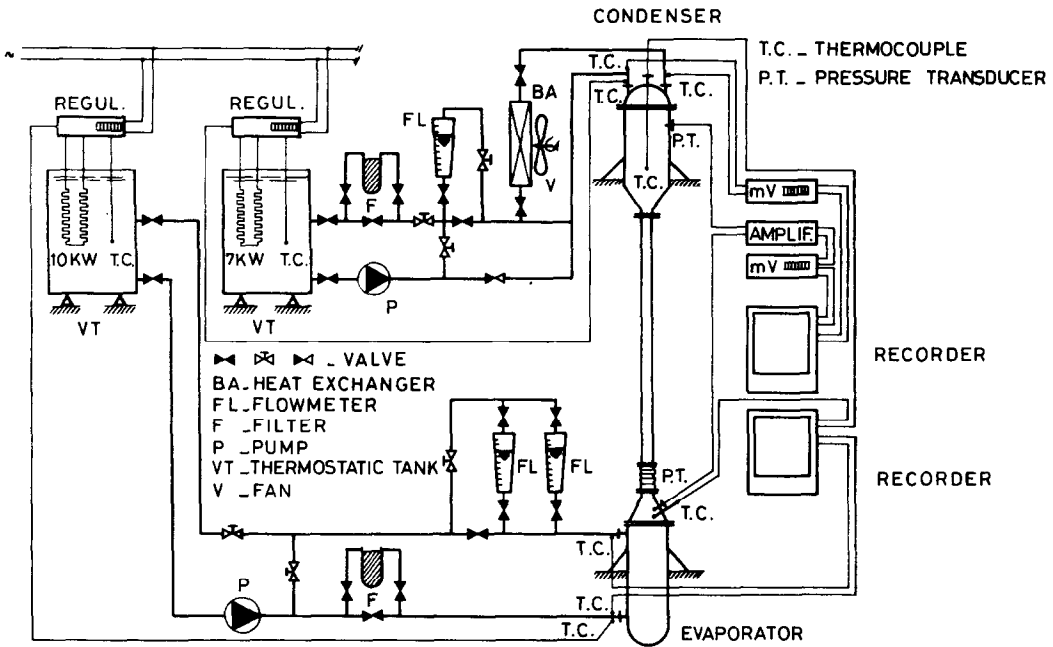 CONDENSER
T.C. _ THERMOCOUPLE
P.T. _ PRESSURE TRANSDUCER
~
REGUL.
REGUL.
T.C.
BA
T.C.
T.C.
FL
P.T.
F
V
T.C.
mV
AMPLIF.
mV
10KW T.C.
7KW T.C.
P
VT
VT
RECORDER
_ VALVE
BA_HEAT EXCHANGER
FL_FLOWMETER
F _FILTER
P _PUMP
VT_THERMOSTATIC TANK
V _FAN
FL
FL
P.T.
RECORDER
T.C.
T.C.
P
F
T.C.
T.C.
EVAPORATOR